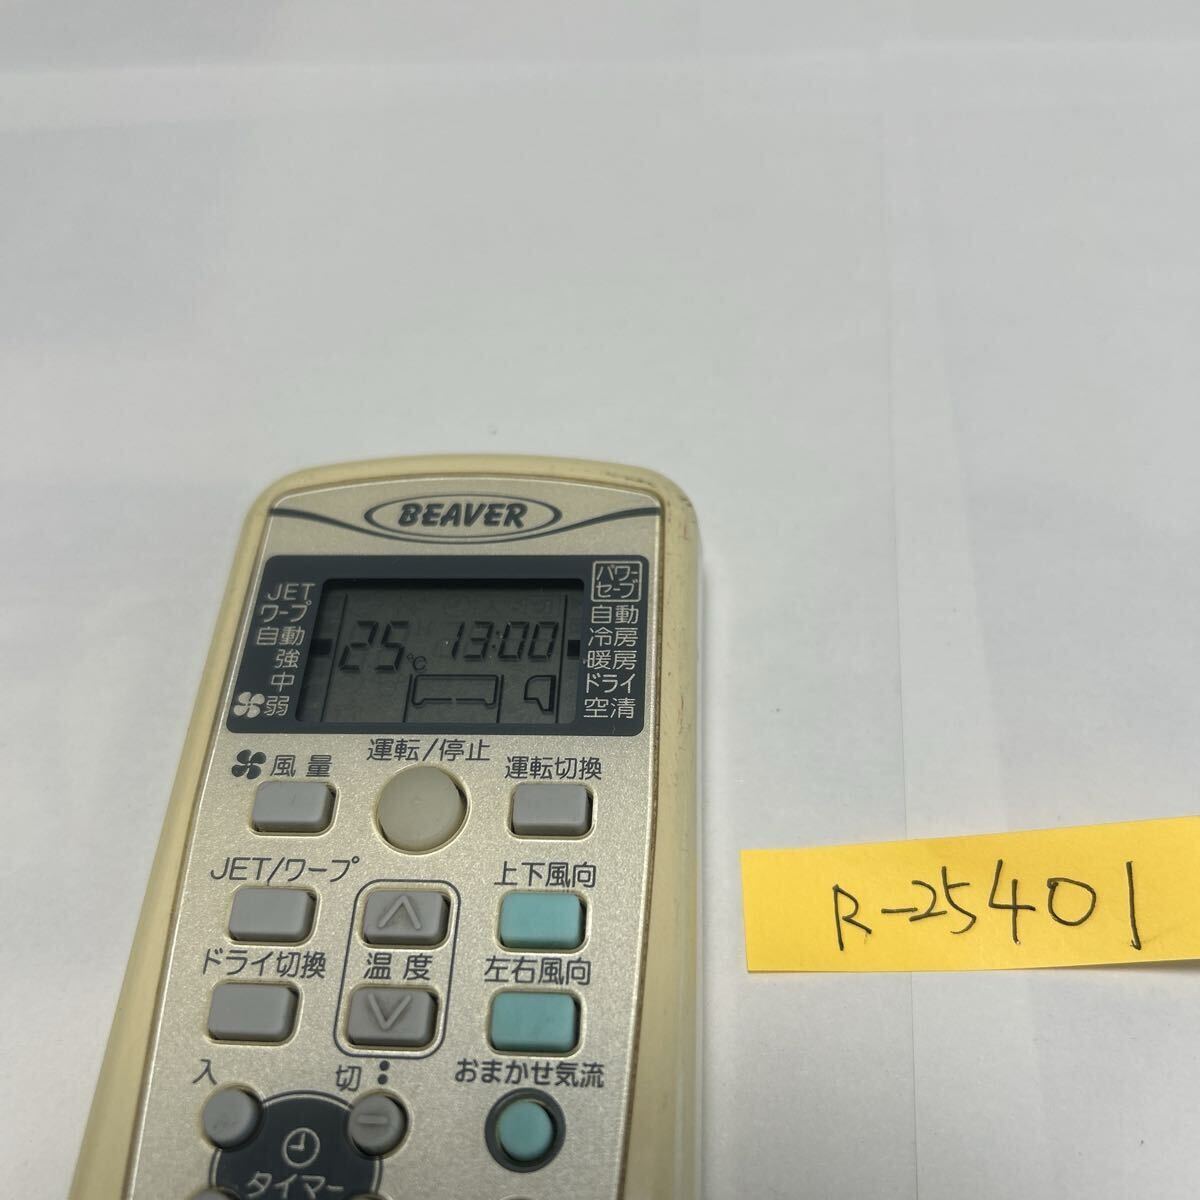 BEAVER
JET
ワープ
自動
強
中
弱
25℃ 13:00
パワー
セーブ
自動
冷房
暖房
ドライ
空清
風量
運転/停止
運転切換
JET/ワープ
上下風向
ドライ切換
温度
左右風向
入
切
おまかせ気流
タイマー
R-25401